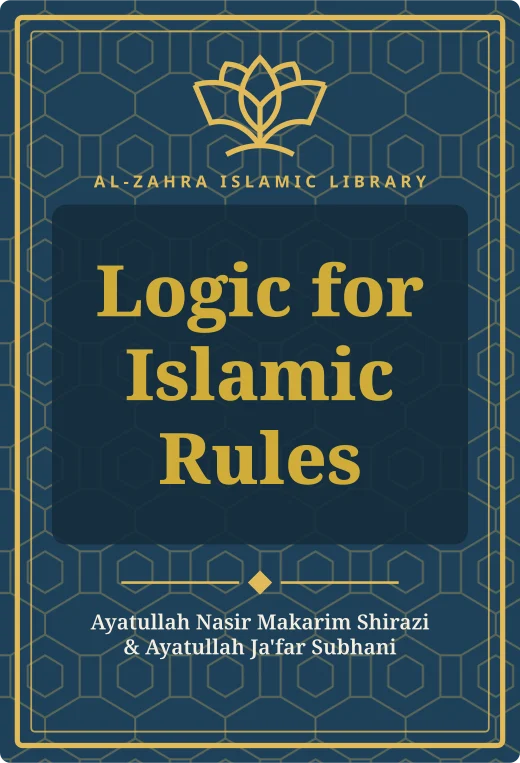 AL-ZAHRA ISLAMIC LIBRARY
Logic for
Islamic
Rules
Ayatullah Nasir Makarim Shirazi
& Ayatullah Ja'far Subhani